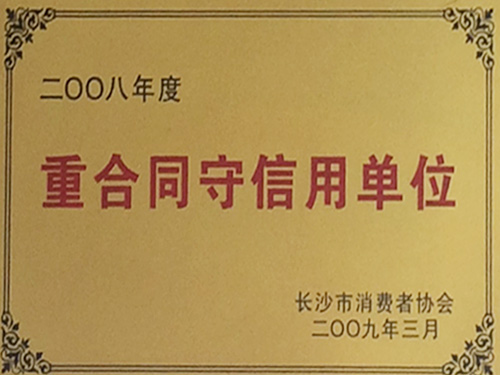 二〇〇八年度
重合同守信用单位
长沙市消费者协会
二〇〇九年三月